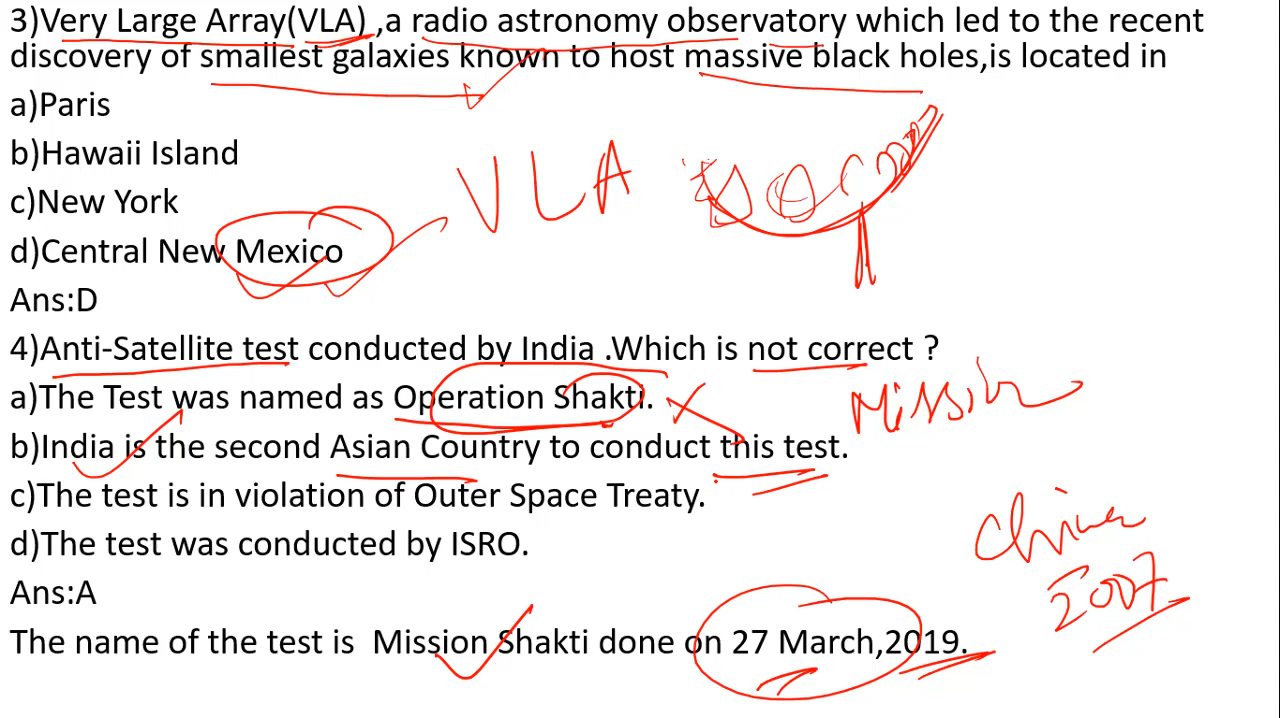 3)Very Large Array(VLA) ,a radio astronomy observatory which led to the recent
discovery of smallest galaxies known to host massive black holes,is located in
a)Paris
b)Hawaii Island
c)New York
VLA
d)Central New Mexico
Ans:D
4)Anti-Satellite test conducted by India .Which is not correct ?
a)The Test was named as Operation Shakti.
Mission
b)India is the second Asian Country to conduct this test.
c)The test is in violation of Outer Space Treaty.
China
d)The test was conducted by ISRO.
2007
Ans:A
The name of the test is  Mission Shakti done on 27 March,2019.